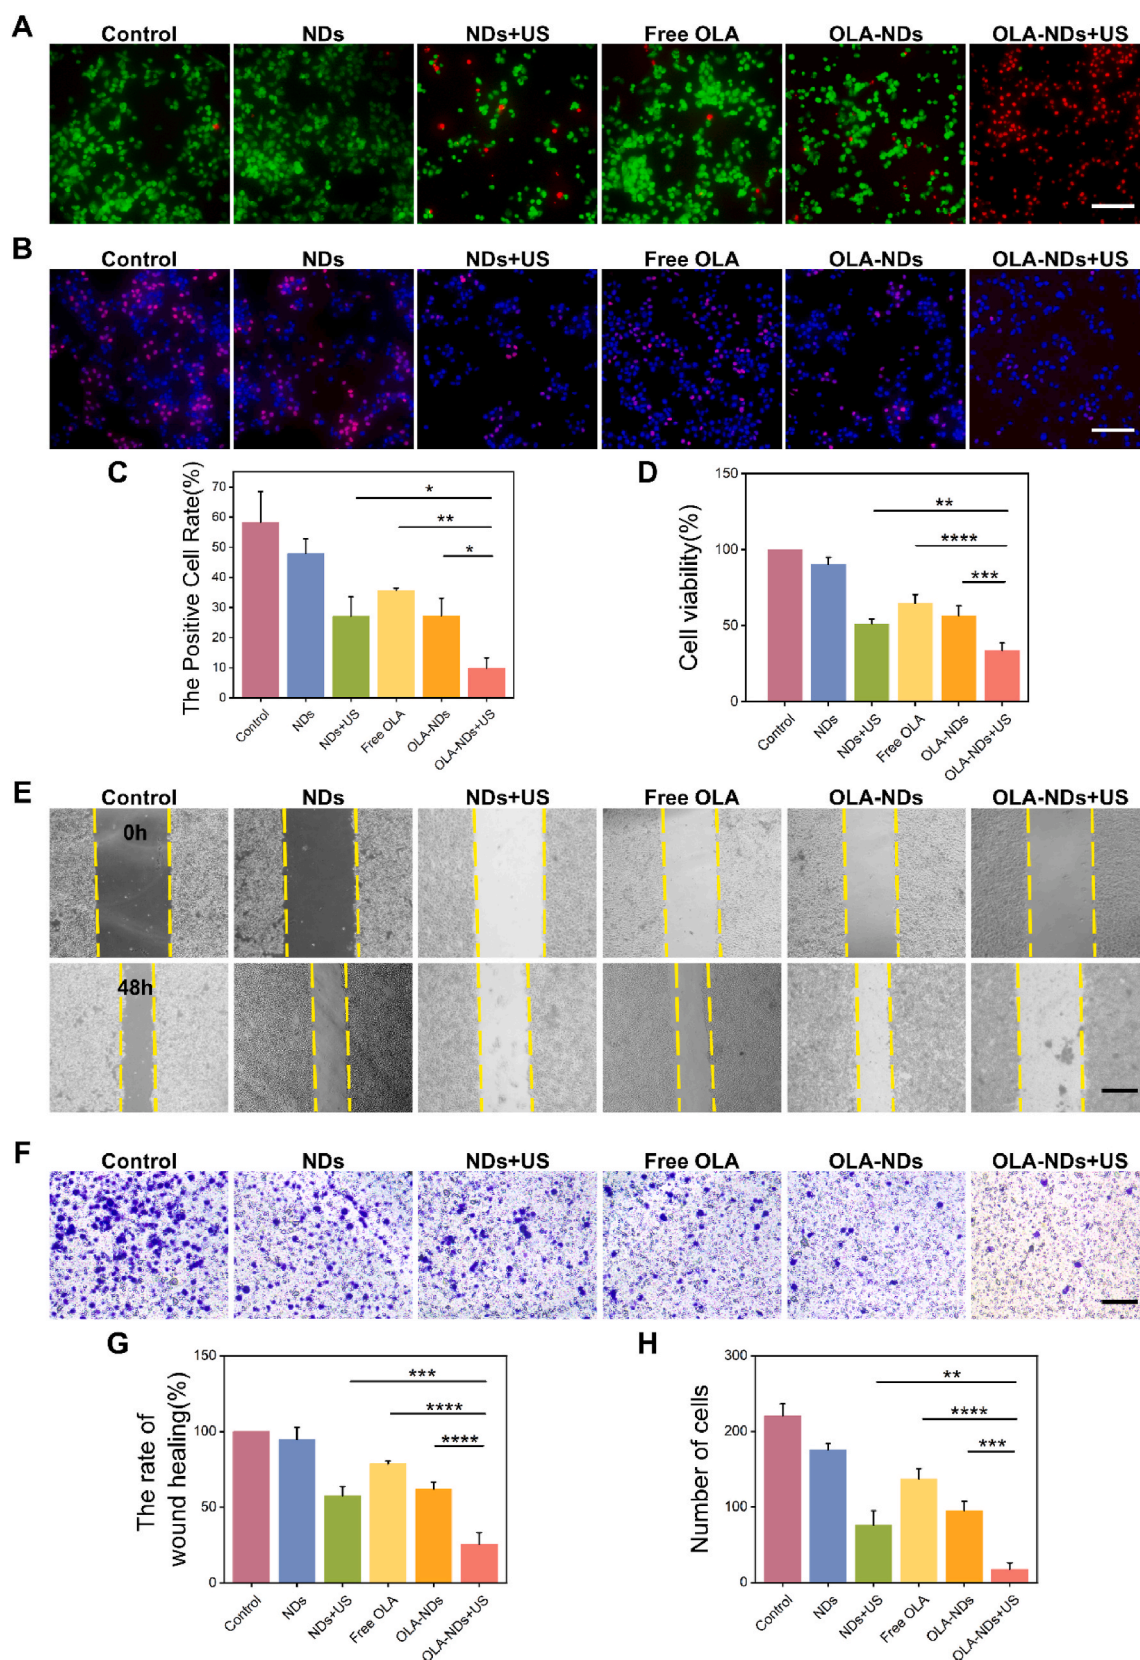 A
Control NDs NDs+US Free OLA OLA-NDs OLA-NDs+US
B
Control NDs NDs+US Free OLA OLA-NDs OLA-NDs+US
C
The Positive Cell Rate(%)
70
60
50
40
30
20
10
0
*
**
*
Control NDs NDs+US Free OLA OLA-NDs OLA-NDs+US
D
Cell viability(%)
150
100
50
0
**
****
***
Control NDs NDs+US Free OLA OLA-NDs OLA-NDs+US
E
Control NDs NDs+US Free OLA OLA-NDs OLA-NDs+US
0h
48h
F
Control NDs NDs+US Free OLA OLA-NDs OLA-NDs+US
G
The rate of
wound healing(%)
150
100
50
0
***
****
****
Control NDs NDs+US Free OLA OLA-NDs OLA-NDs+US
H
Number of cells
300
200
100
0
**
****
***
Control NDs NDs+US Free OLA OLA-NDs OLA-NDs+US